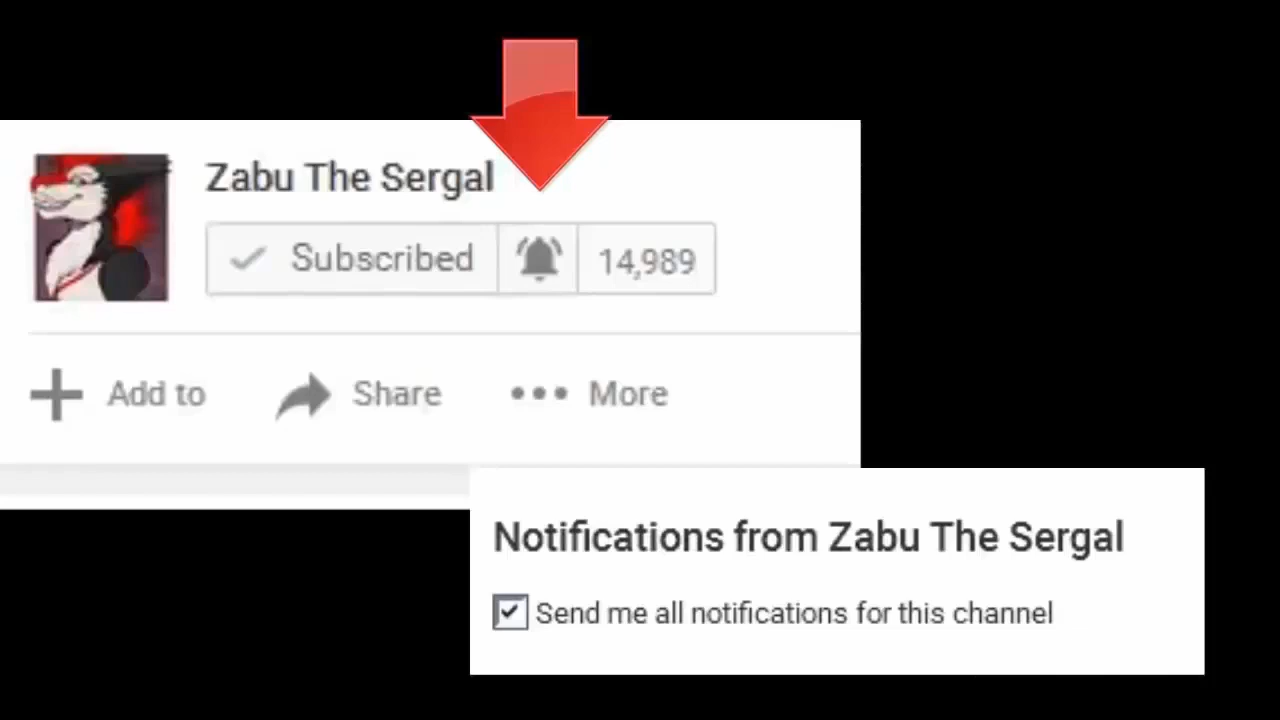 Zabu The Sergal
Subscribed 14,989
Add to Share More
Notifications from Zabu The Sergal
Send me all notifications for this channel